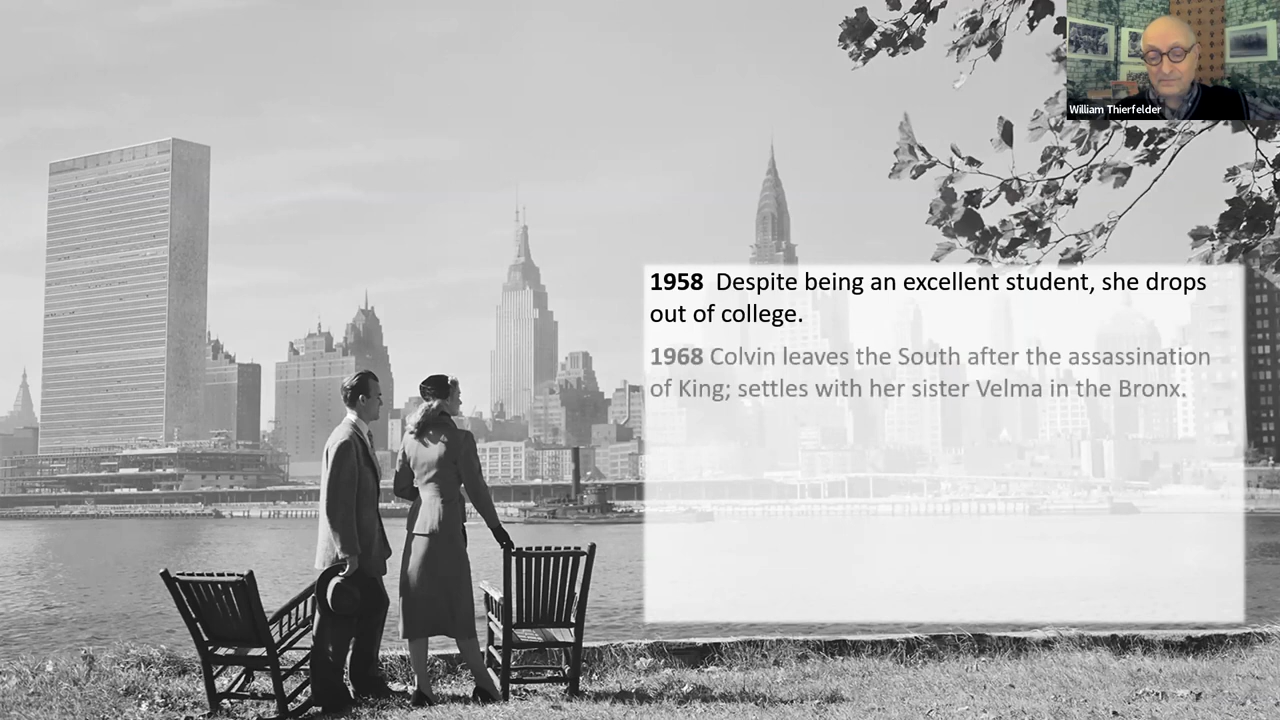 William Thierfelder
1958 Despite being an excellent student, she drops
out of college.
1968 Colvin leaves the South after the assassination
of King; settles with her sister Velma in the Bronx.